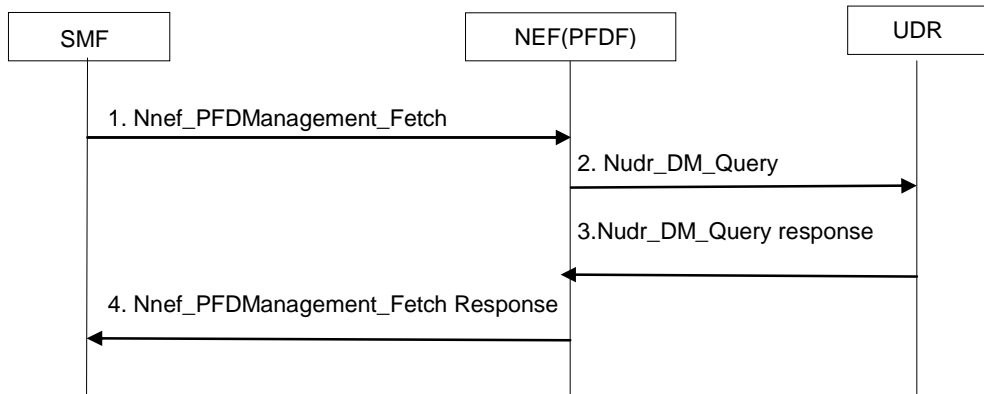 SMF
NEF(PFDF)
UDR
1. Nnef_PFDManagement_Fetch
2. Nudr_DM_Query
3.Nudr_DM_Query response
4. Nnef_PFDManagement_Fetch Response